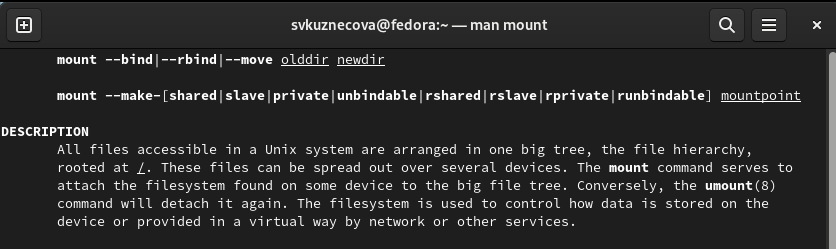 svkuznecova@fedora:~ — man mount
mount --bind|--rbind|--move olddir newdir
mount --make-[shared|slave|private|unbindable|rshared|rslave|rprivate|runbindable] mountpoint
DESCRIPTION
All files accessible in a Unix system are arranged in one big tree, the file hierarchy,
rooted at /. These files can be spread out over several devices. The mount command serves to
attach the filesystem found on some device to the big file tree. Conversely, the umount(8)
command will detach it again. The filesystem is used to control how data is stored on the
device or provided in a virtual way by network or other services.